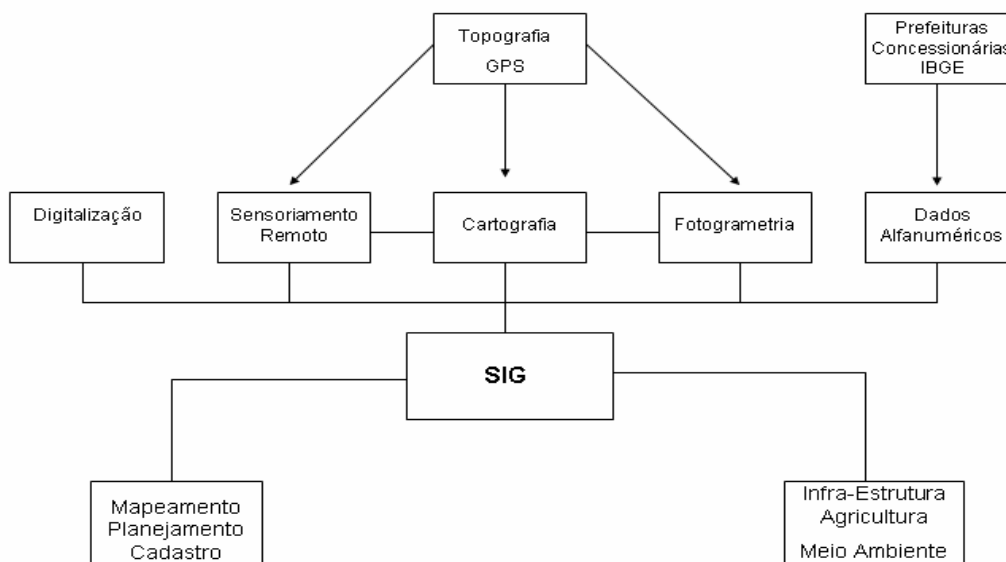 Topografia
GPS
Prefeituras
Concessionárias
IBGE
Digitalização
Sensoriamento
Remoto
Cartografia
Fotogrametria
Dados
Alfanuméricos
SIG
Mapeamento
Planejamento
Cadastro
Infra-Estrutura
Agricultura
Meio Ambiente